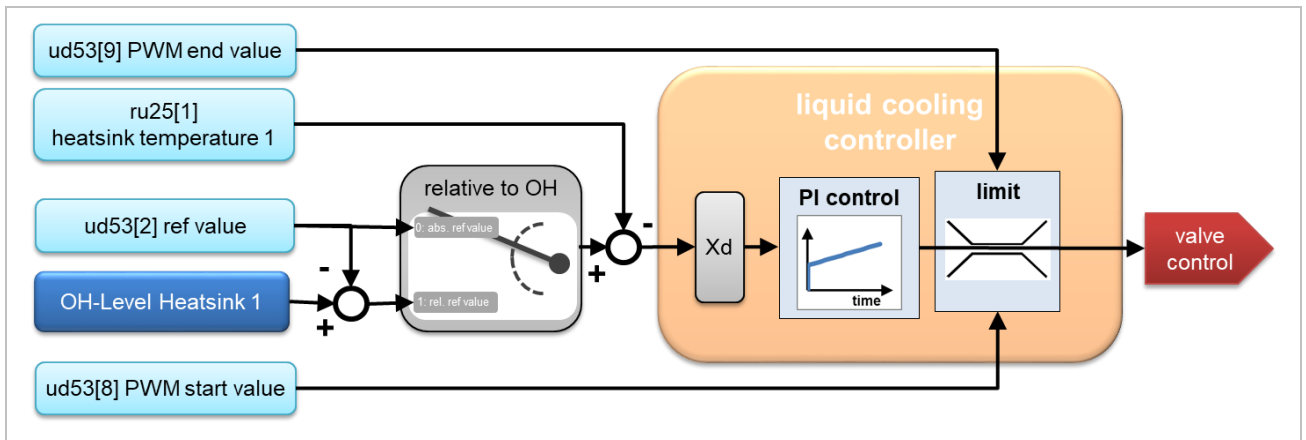 ud53[9] PWM end value
ru25[1]
heatsink temperature 1
liquid cooling
controller
relative to OH
0: abs. ref value
ud53[2] ref value
-
+
-
Xd
PI control
time
limit
valve
control
OH-Level Heatsink 1
+
1: rel. ref value
ud53[8] PWM start value